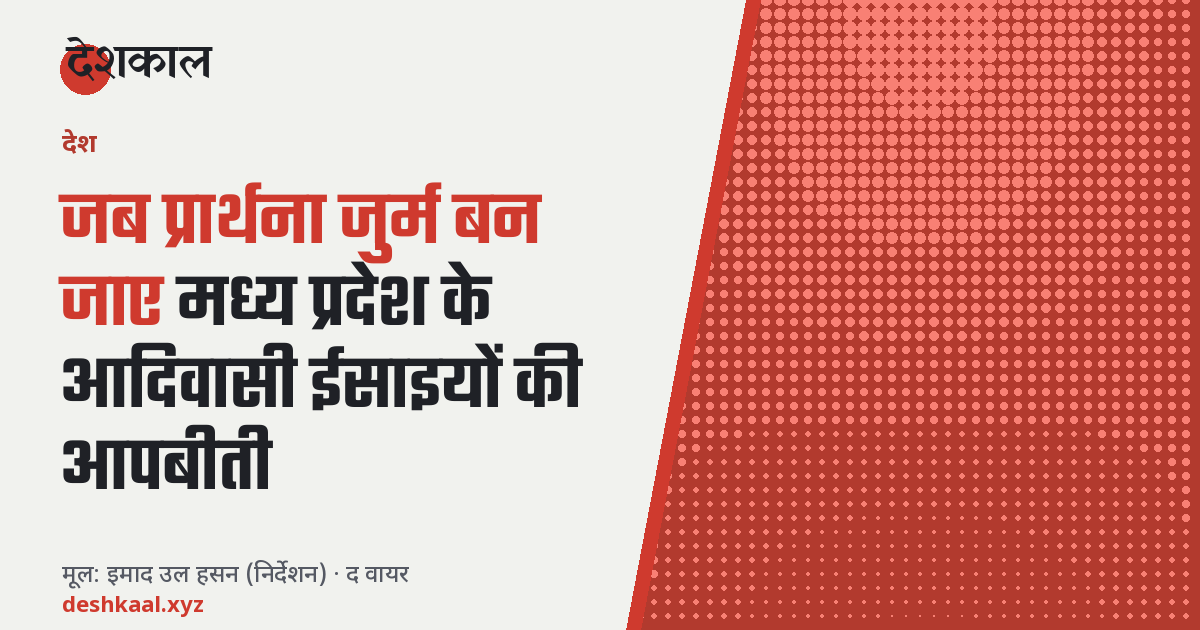 देशकाल
देश
जब प्रार्थना जुर्म बन
जाए मध्य प्रदेश के
आदिवासी ईसाइयों की
आपबीती
मूल: इमाद उल हसन (निर्देशन) · द वायर
deshkaal.xyz